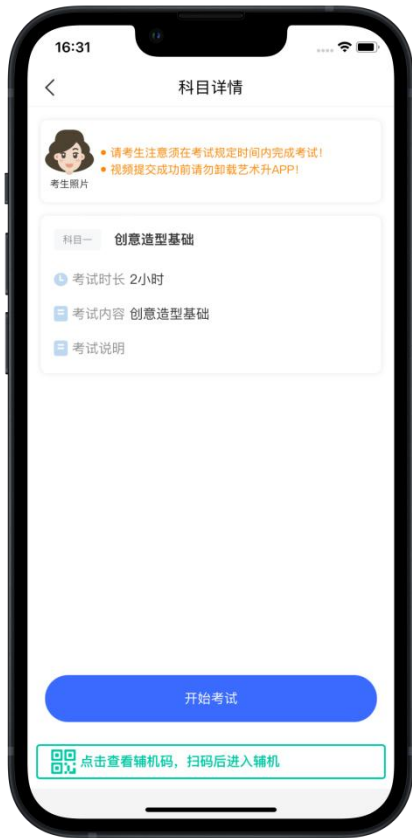 16:31
科目详情
• 请考生注意须在考试规定时间内完成考试！
• 视频提交成功前请勿卸载艺术升APP！
考生照片
科目一 创意造型基础
考试时长 2小时
考试内容 创意造型基础
考试说明
开始考试
点击查看辅机码，扫码后进入辅机